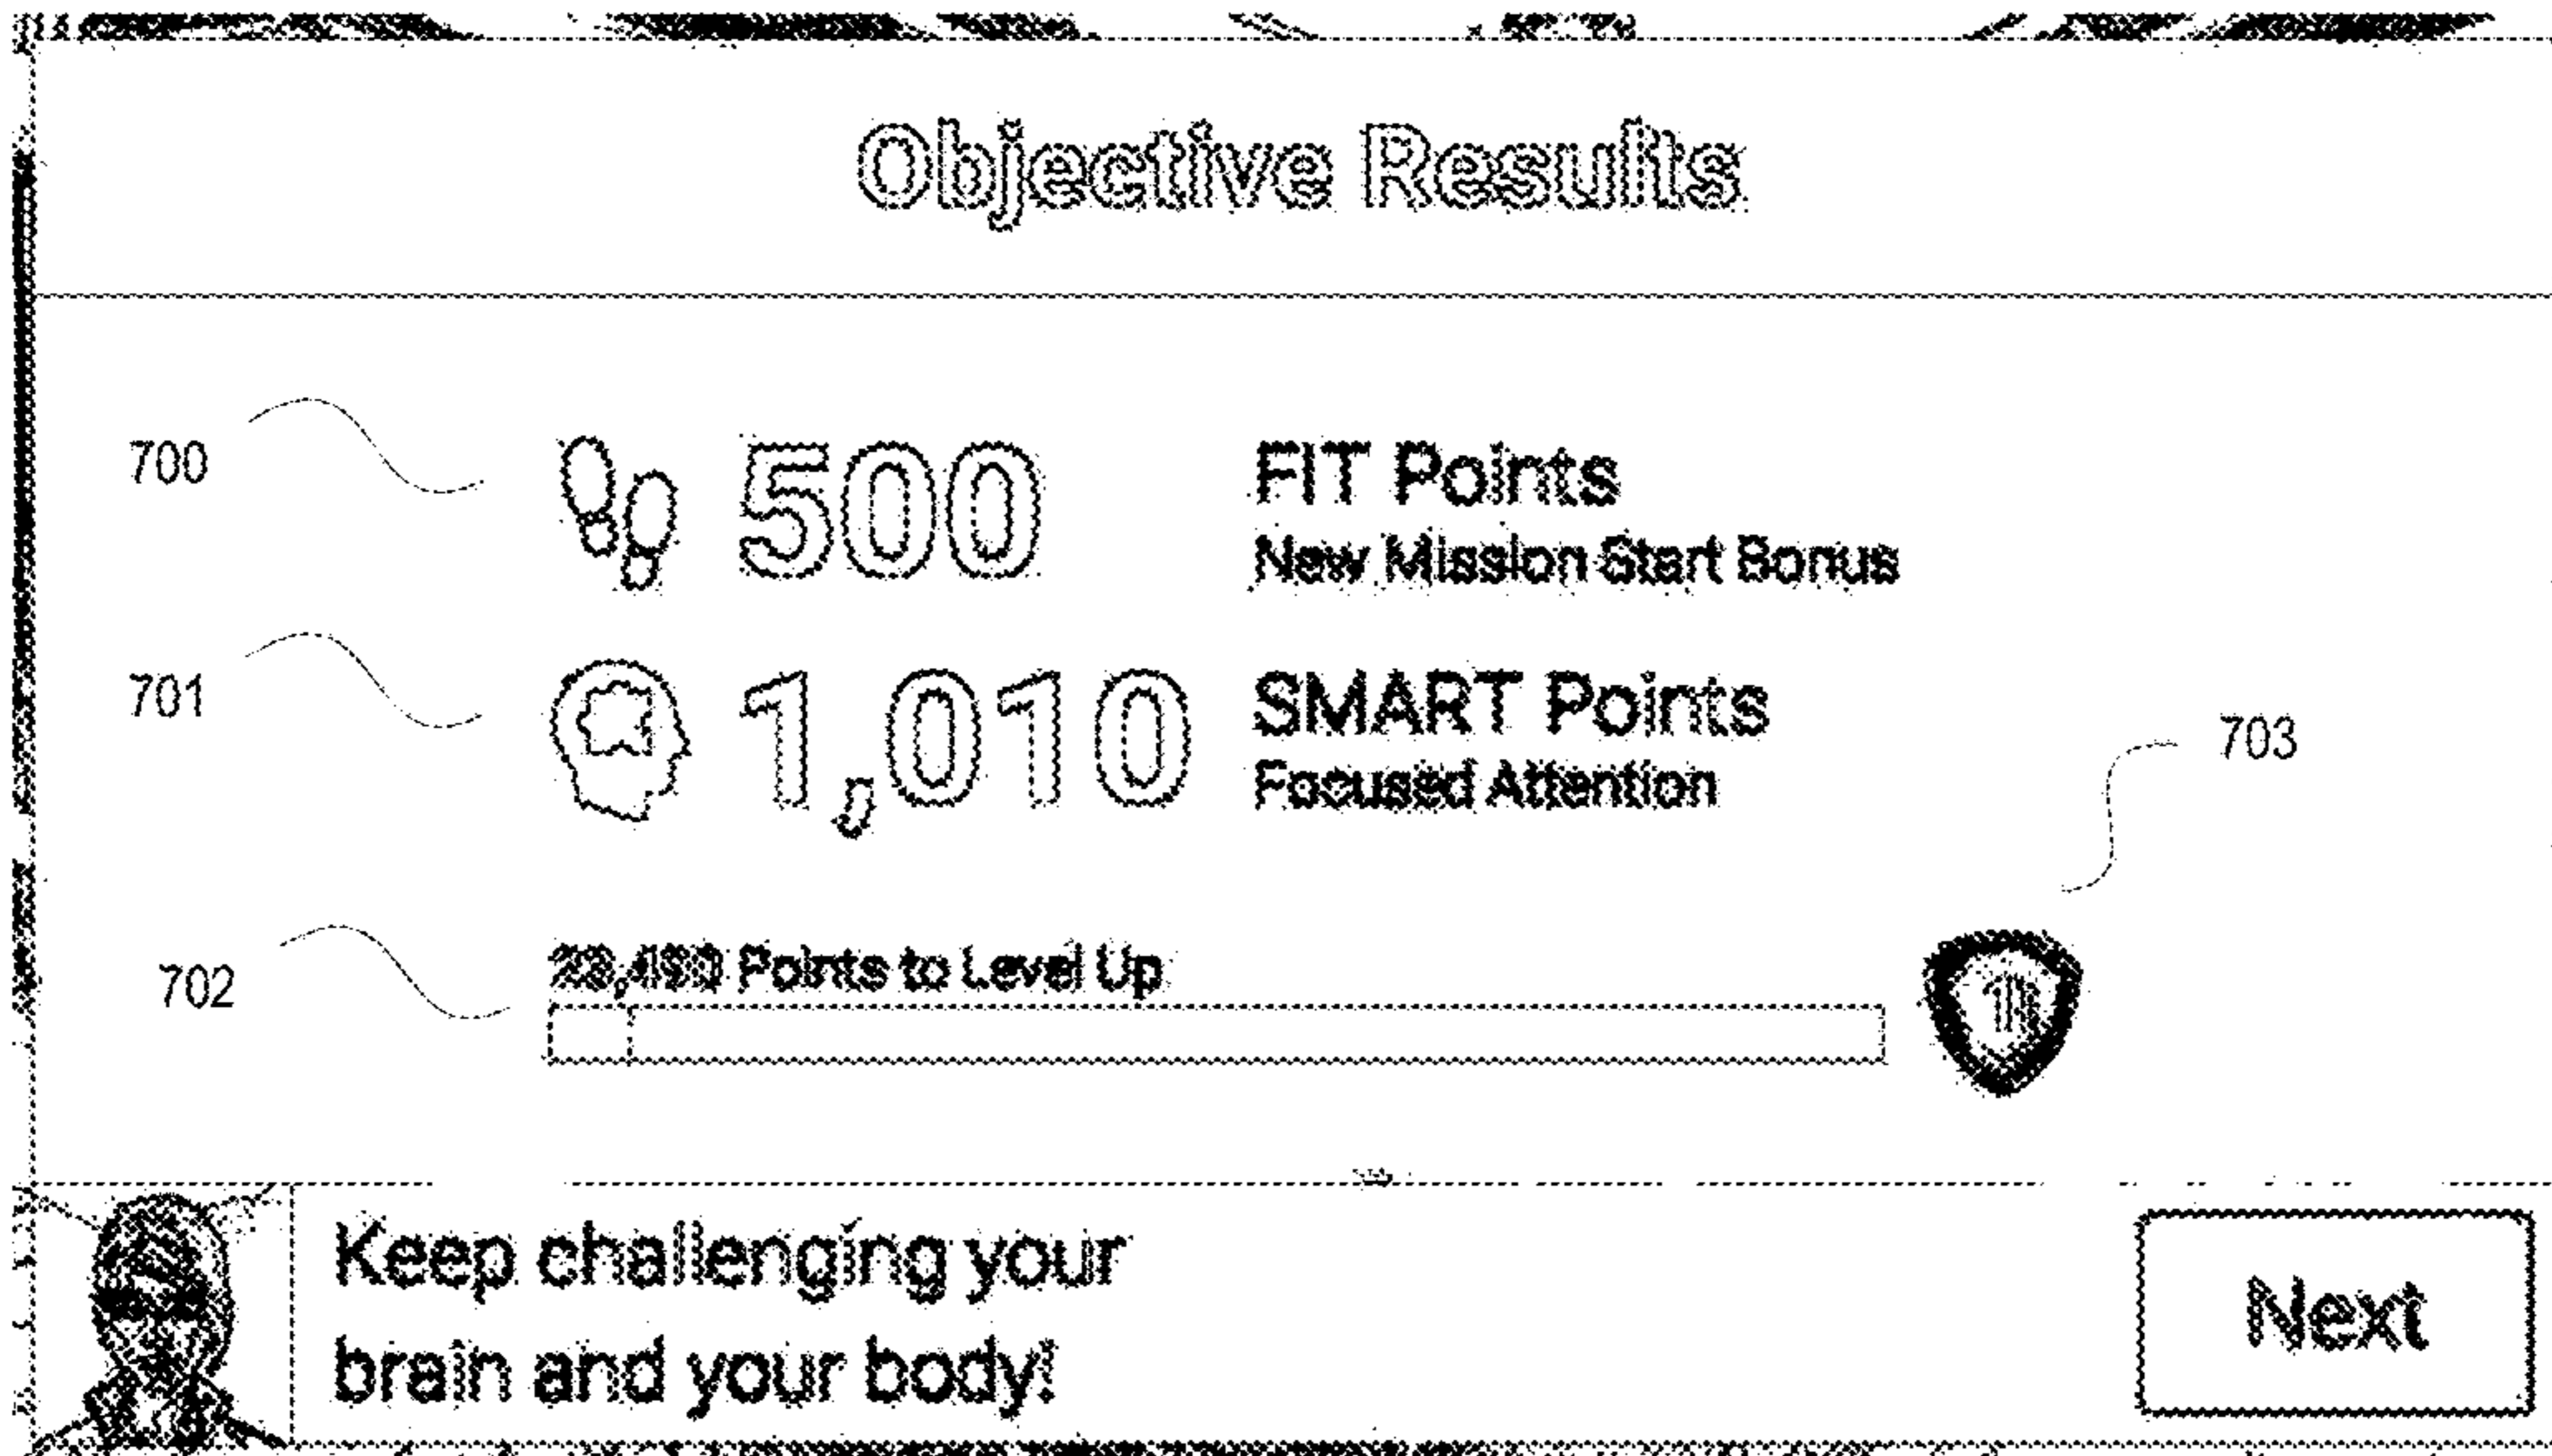 Objective Results
700
500
FIT Points
New Mission Start Bonus
701
1,010
SMART Points
Focused Attention
703
702
Points to Level Up
1
Keep challenging your
brain and your body!
Next